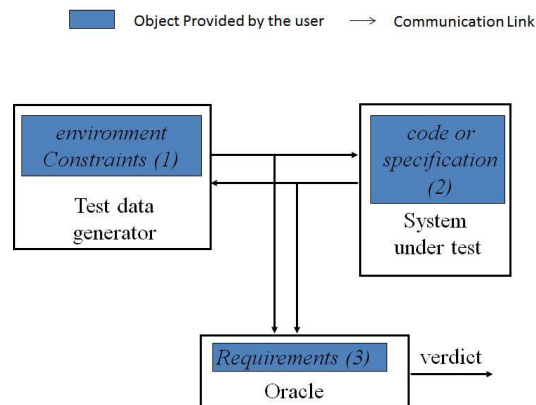 Object Provided by the user
Communication Link
environment
Constraints (1)
Test data
generator
code or
specification
(2)
System
under test
Requirements (3)
Oracle
verdict